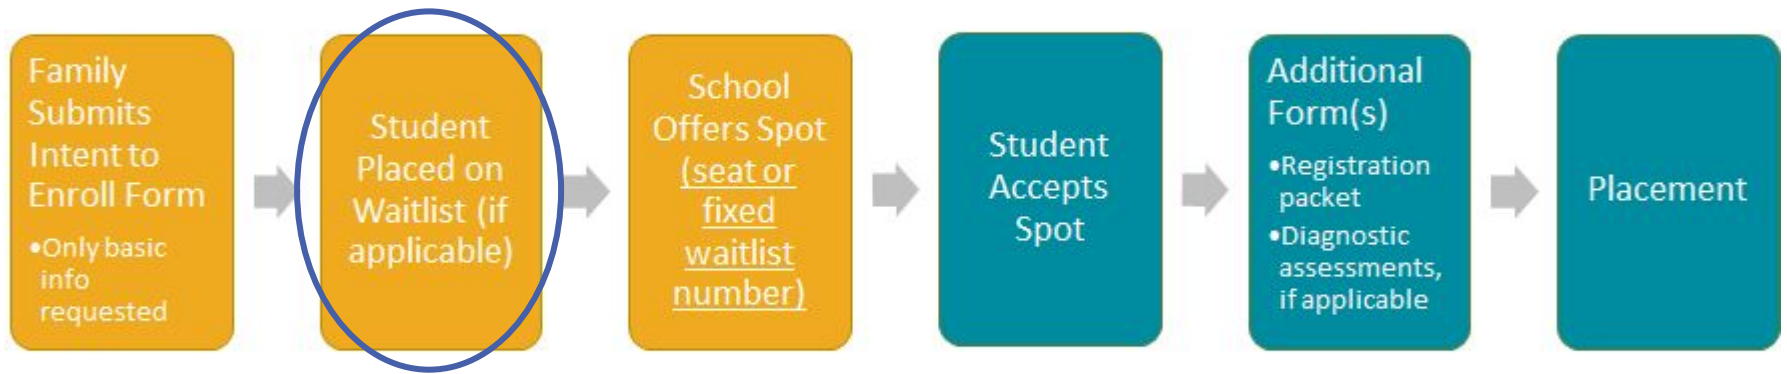 Family
Submits
Intent to
Enroll Form
•Only basic
info
requested
Student
Placed on
Waitlist (if
applicable)
School
Offers Spot
(seat or
fixed
waitlist
number)
Student
Accepts
Spot
Additional
Form(s)
•Registration
packet
•Diagnostic
assessments,
if applicable
Placement